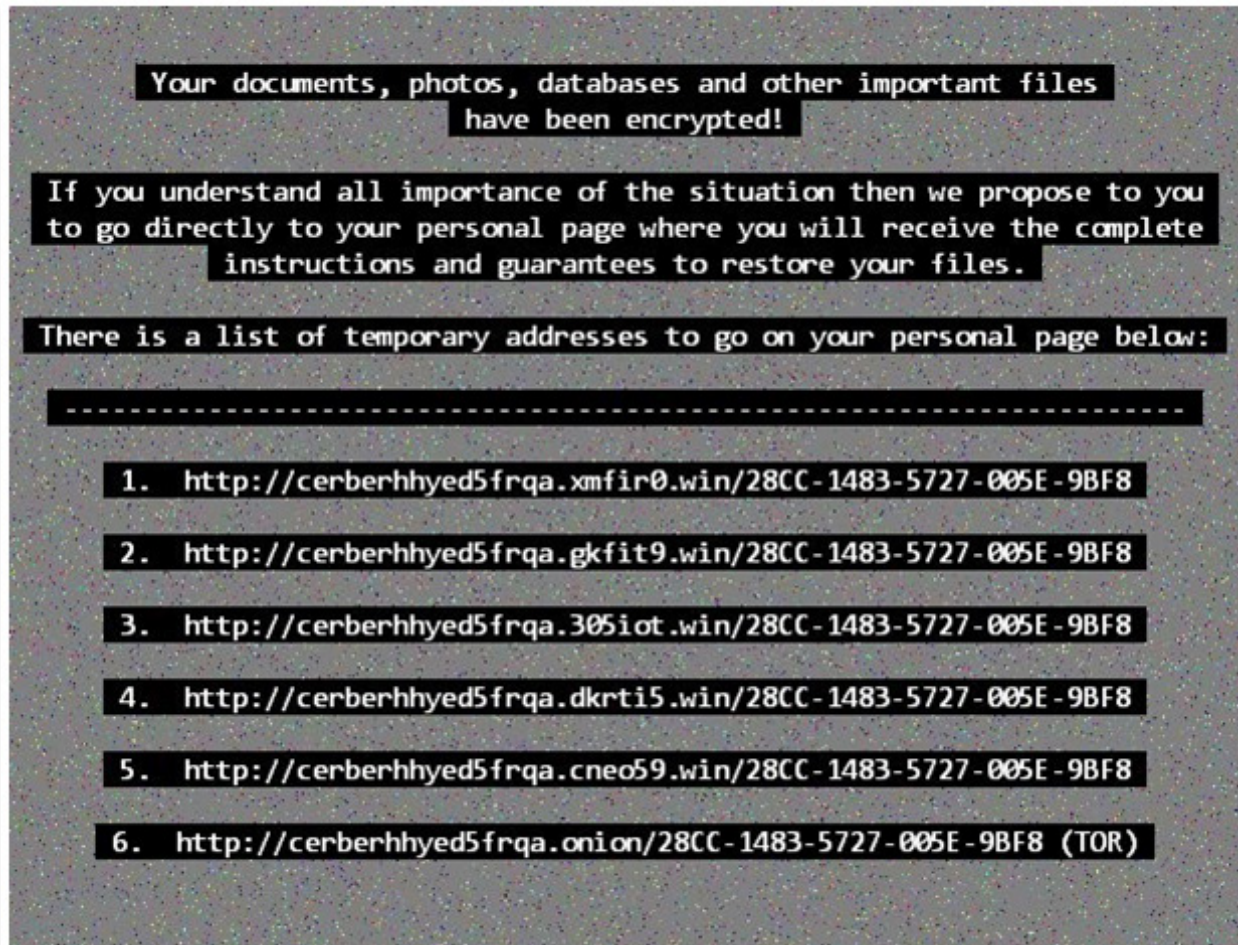 Your documents, photos, databases and other important files
have been encrypted!
If you understand all importance of the situation then we propose to you
to go directly to your personal page where you will receive the complete
instructions and guarantees to restore your files.
There is a list of temporary addresses to go on your personal page below:
----------------------------------------------------------------------
1. http://cerberhhyed5frqa.xmfir0.win/28CC-1483-5727-005E-9BF8
2. http://cerberhhyed5frqa.gkfit9.win/28CC-1483-5727-005E-9BF8
3. http://cerberhhyed5frqa.305iot.win/28CC-1483-5727-005E-9BF8
4. http://cerberhhyed5frqa.dkrti5.win/28CC-1483-5727-005E-9BF8
5. http://cerberhhyed5frqa.cneo59.win/28CC-1483-5727-005E-9BF8
6. http://cerberhhyed5frqa.onion/28CC-1483-5727-005E-9BF8 (TOR)